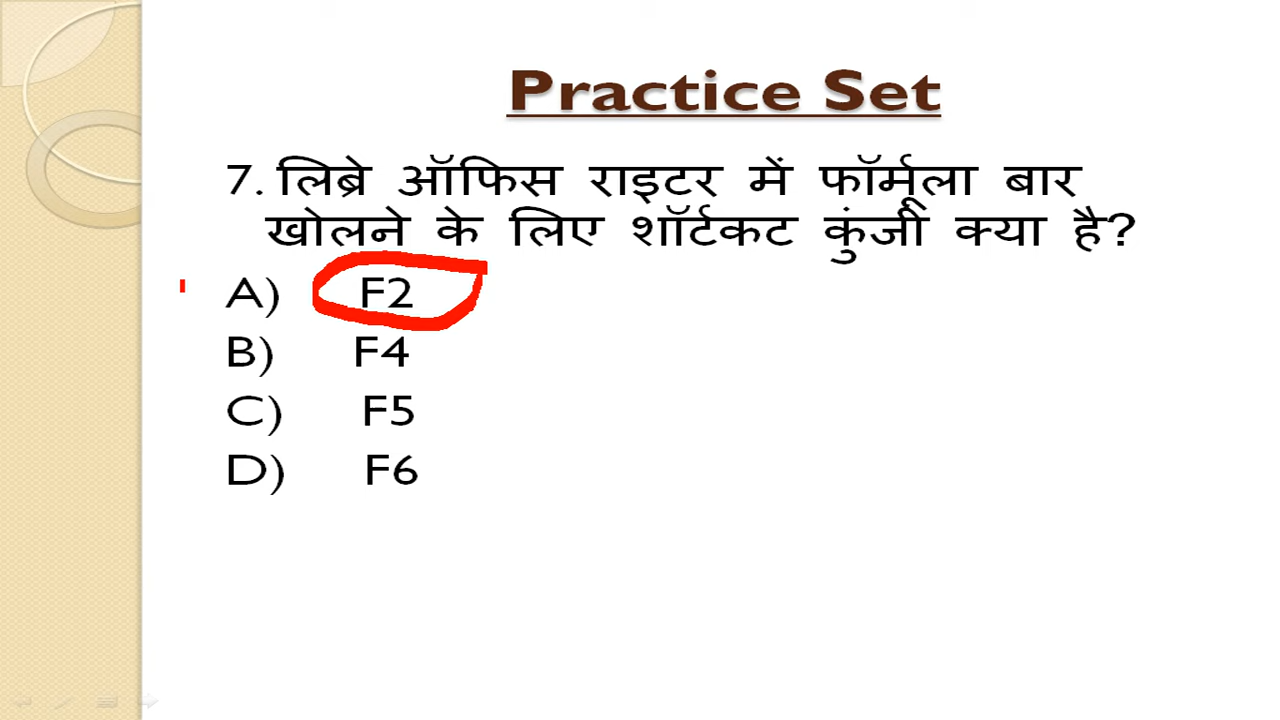 Practice Set
7. लिब्रे ऑफिस राइटर में फॉर्मूला बार
खोलने के लिए शॉर्टकट कुंजी क्या है?
A) F2
B) F4
C) F5
D) F6